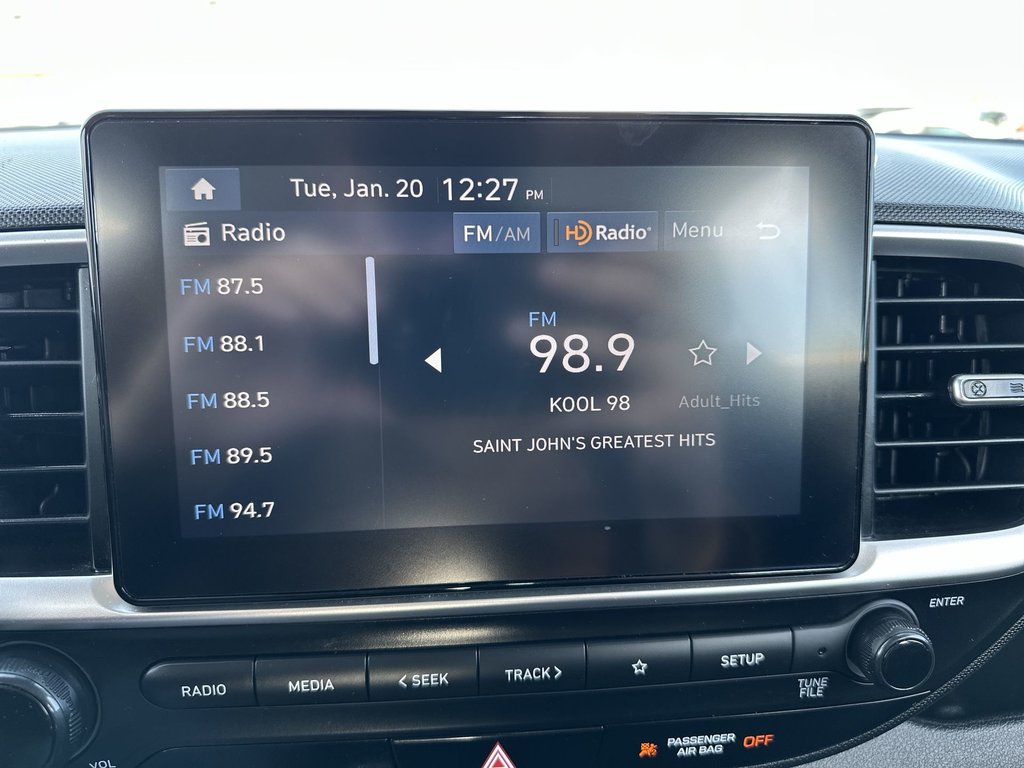 Tue, Jan. 20 12:27 PM
Radio FM/AM HD Radio® Menu
FM 87.5
FM 88.1
FM 88.5
FM 89.5
FM 94.7
FM
98.9
KOOL 98 Adult_Hits
SAINT JOHN'S GREATEST HITS
ENTER
RADIO MEDIA < SEEK TRACK > SETUP
TUNE
FILE
VOL
PASSENGER
AIR BAG OFF